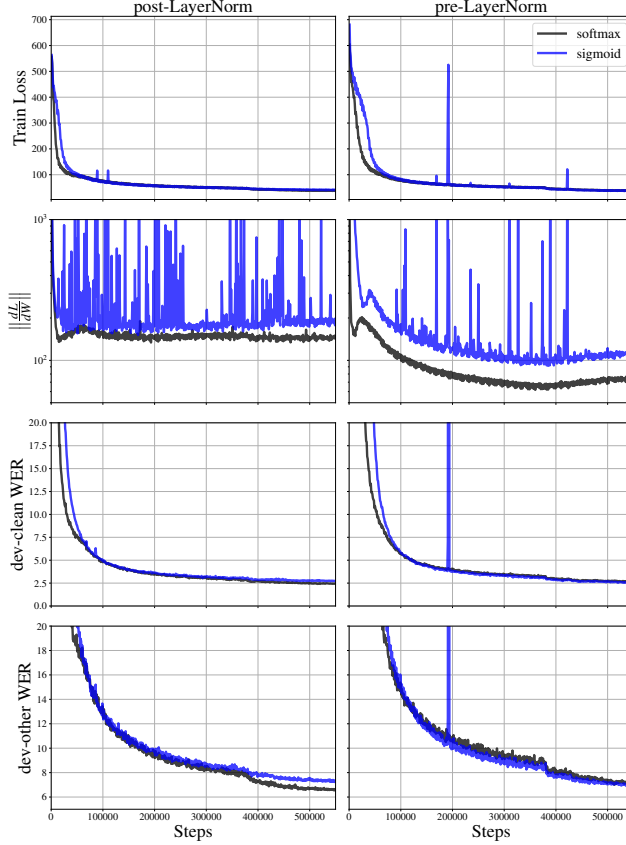 post-LayerNorm pre-LayerNorm
softmax
sigmoid
Train Loss
700
600
500
400
300
200
100
‖dL/dW‖
10³
10²
dev-clean WER
20.0
17.5
15.0
12.5
10.0
7.5
5.0
2.5
0.0
dev-other WER
20
18
16
14
12
10
8
6
0 100000 200000 300000 400000 500000 0 100000 200000 300000 400000 500000
Steps Steps